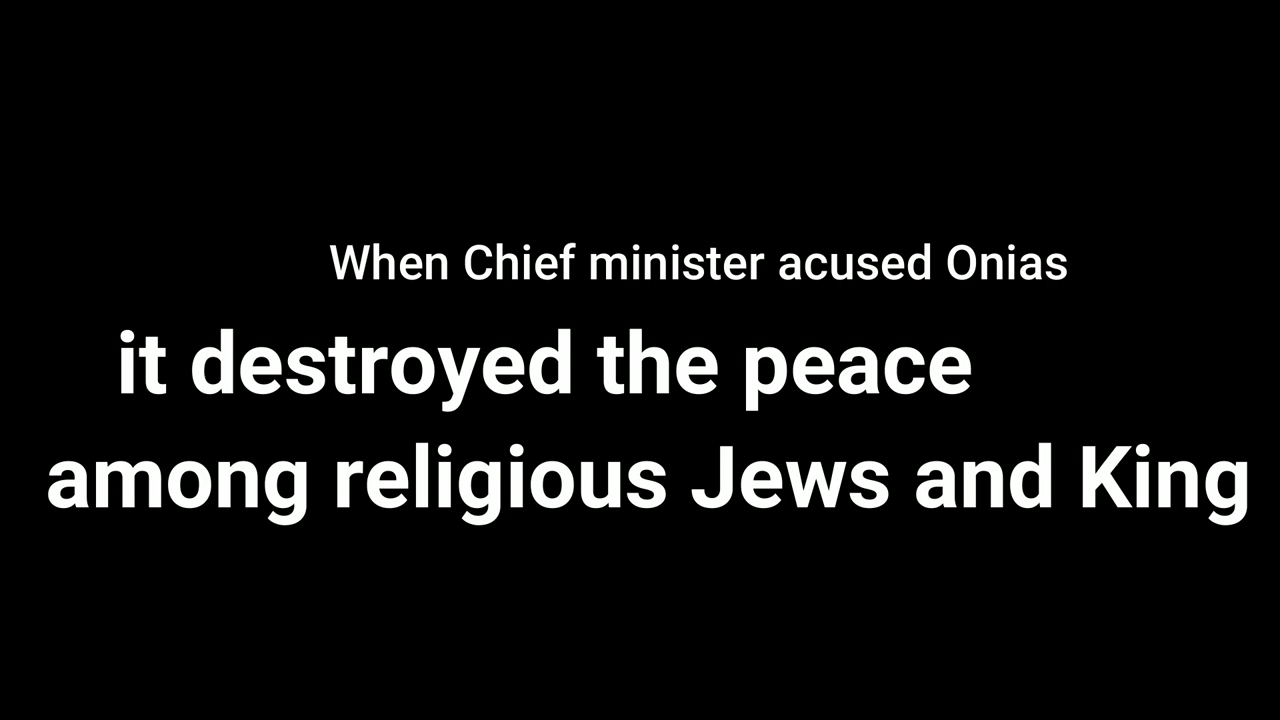 When Chief minister acused Onias
it destroyed the peace
among religious Jews and King